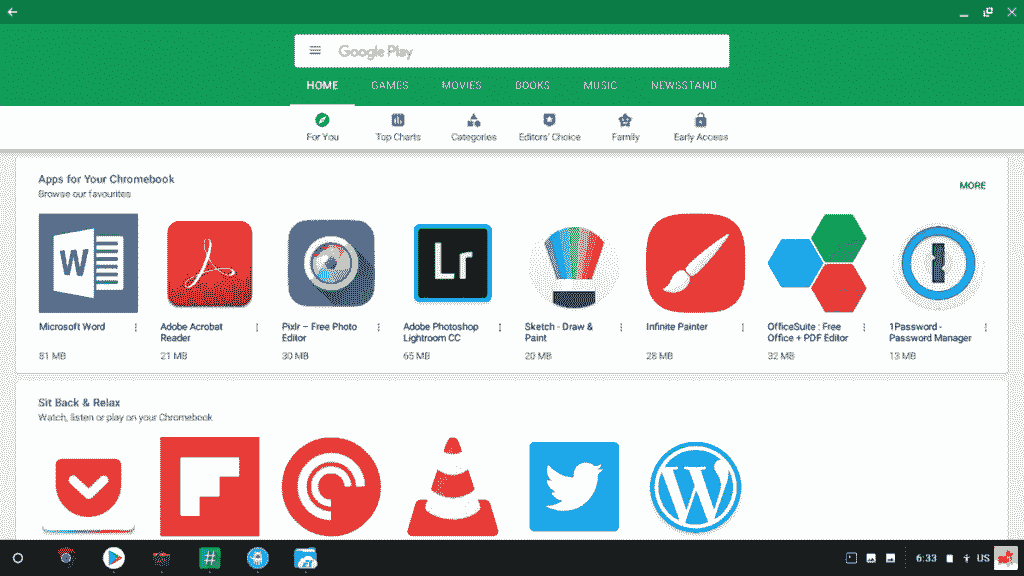 Google Play
HOME GAMES MOVIES BOOKS MUSIC NEWSSTAND
For You Top Charts Categories Editors' Choice Family Early Access
Apps for Your Chromebook
Browse our favourites
MORE
W
Lr
Microsoft Word
81 MB
Adobe Acrobat
Reader
21 MB
Pixlr – Free Photo
Editor
30 MB
Adobe Photoshop
Lightroom CC
65 MB
Sketch - Draw &
Paint
20 MB
Infinite Painter
28 MB
OfficeSuite : Free
Office + PDF Editor
32 MB
1Password -
Password Manager
13 MB
Sit Back & Relax
Watch, listen or play on your Chromebook
W
#
6:33
US